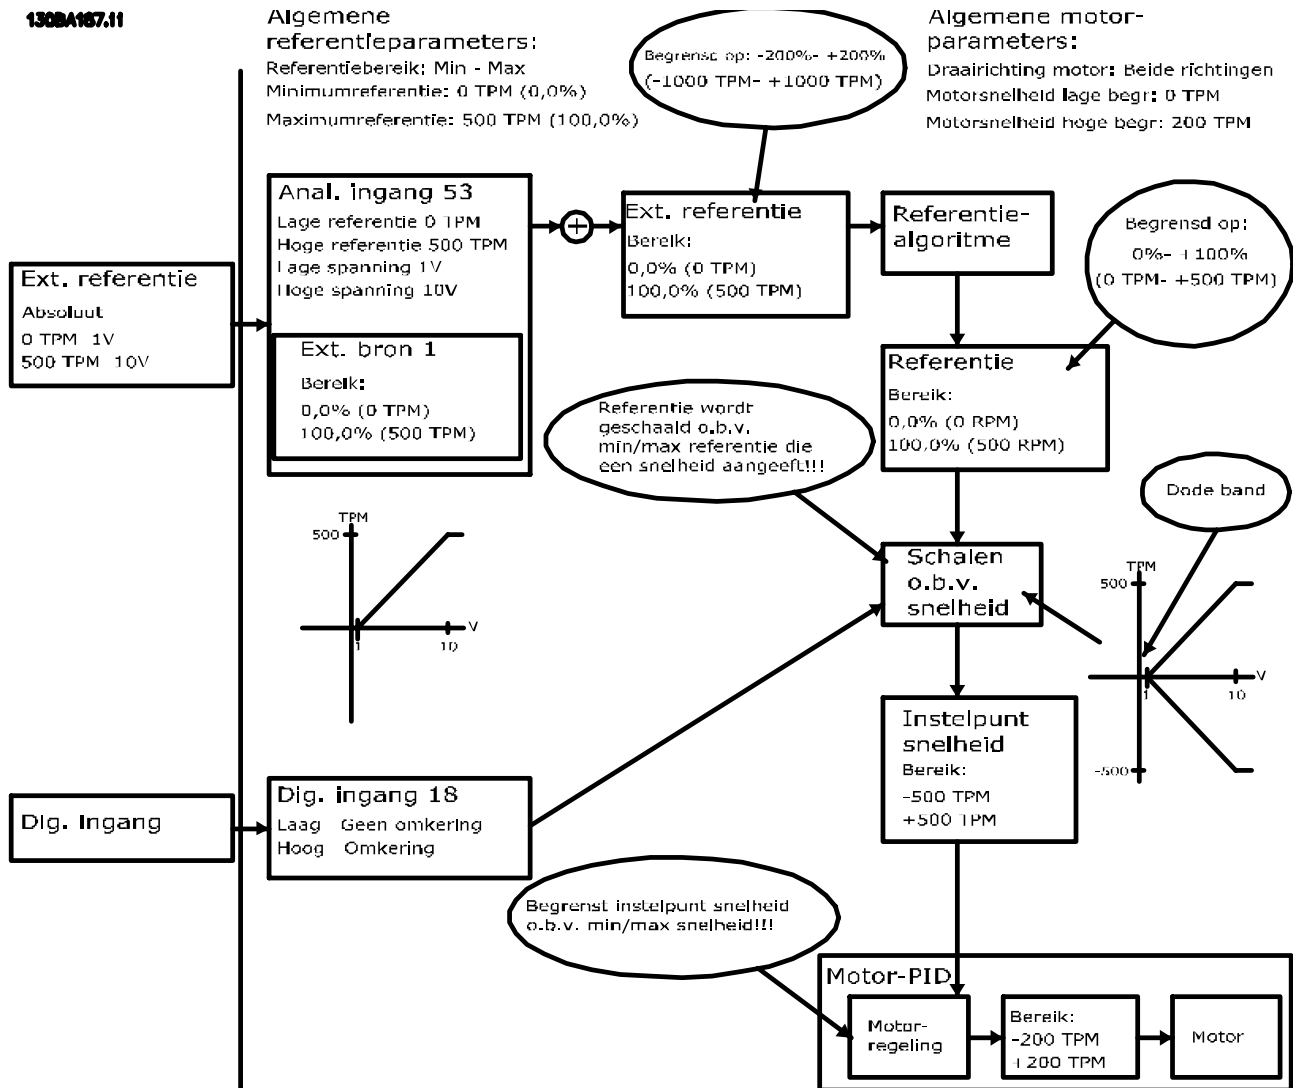 130BA187.11
Algemene
referentieparameters:
Referentiebereik: Min - Max
Minimumreferentie: 0 TPM (0,0%)
Maximumreferentie: 500 TPM (100,0%)
Begrensd op: -200%- +200%
(-1000 TPM- +1000 TPM)
Algemene motor-
parameters:
Draairichting motor: Beide richtingen
Motorsnelheid lage begr: 0 TPM
Motorsnelheid hoge begr: 200 TPM
Ext. referentie
Absoluut
0 TPM 1V
500 TPM 10V
Anal. ingang 53
Lage referentie 0 TPM
Hoge referentie 500 TPM
Lage spanning 1V
Hoge spanning 10V
Ext. bron 1
Bereik:
0,0% (0 TPM)
100,0% (500 TPM)
Ext. referentie
Bereik:
0,0% (0 TPM)
100,0% (500 TPM)
Referentie-
algoritme
Begrensd op:
0%- +100%
(0 TPM- +500 TPM)
Referentie
Bereik:
0,0% (0 RPM)
100,0% (500 RPM)
Referentie wordt
geschaald o.b.v.
min/max referentie die
een snelheid aangeeft!!!
Dode band
TPM
500
1
10
V
Schalen
o.b.v.
snelheid
TPM
500
1
10
V
-500
Instelpunt
snelheid
Bereik:
-500 TPM
+500 TPM
Dig. Ingang
Dig. ingang 18
Laag Geen omkering
Hoog Omkering
Begrenst instelpunt snelheid
o.b.v. min/max snelheid!!!
Motor-PID
Motor-
regeling
Bereik:
-200 TPM
+200 TPM
Motor